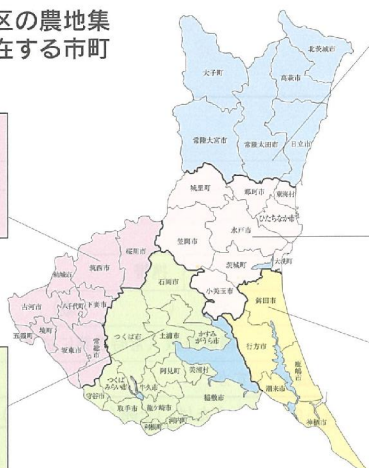 区の農地集
在する市町
北茨城市
大子町
高萩市
常陸大宮市
常陸太田市
日立市
城里町
那珂市
東海村
ひたちなか市
水戸市
笠間市
茨城町
大洗町
小美玉市
桜川市
筑西市
結城市
古河市
八千代町
下妻市
五霞町
境町
坂東市
常総市
石岡市
つくば市
土浦市
かすみ
がうら市
つくば
みらい市
阿見町
美浦村
牛久市
守谷市
取手市
龍ケ崎市
稲敷市
利根町
河内町
鉾田市
行方市
鹿嶋市
潮来市
神栖市